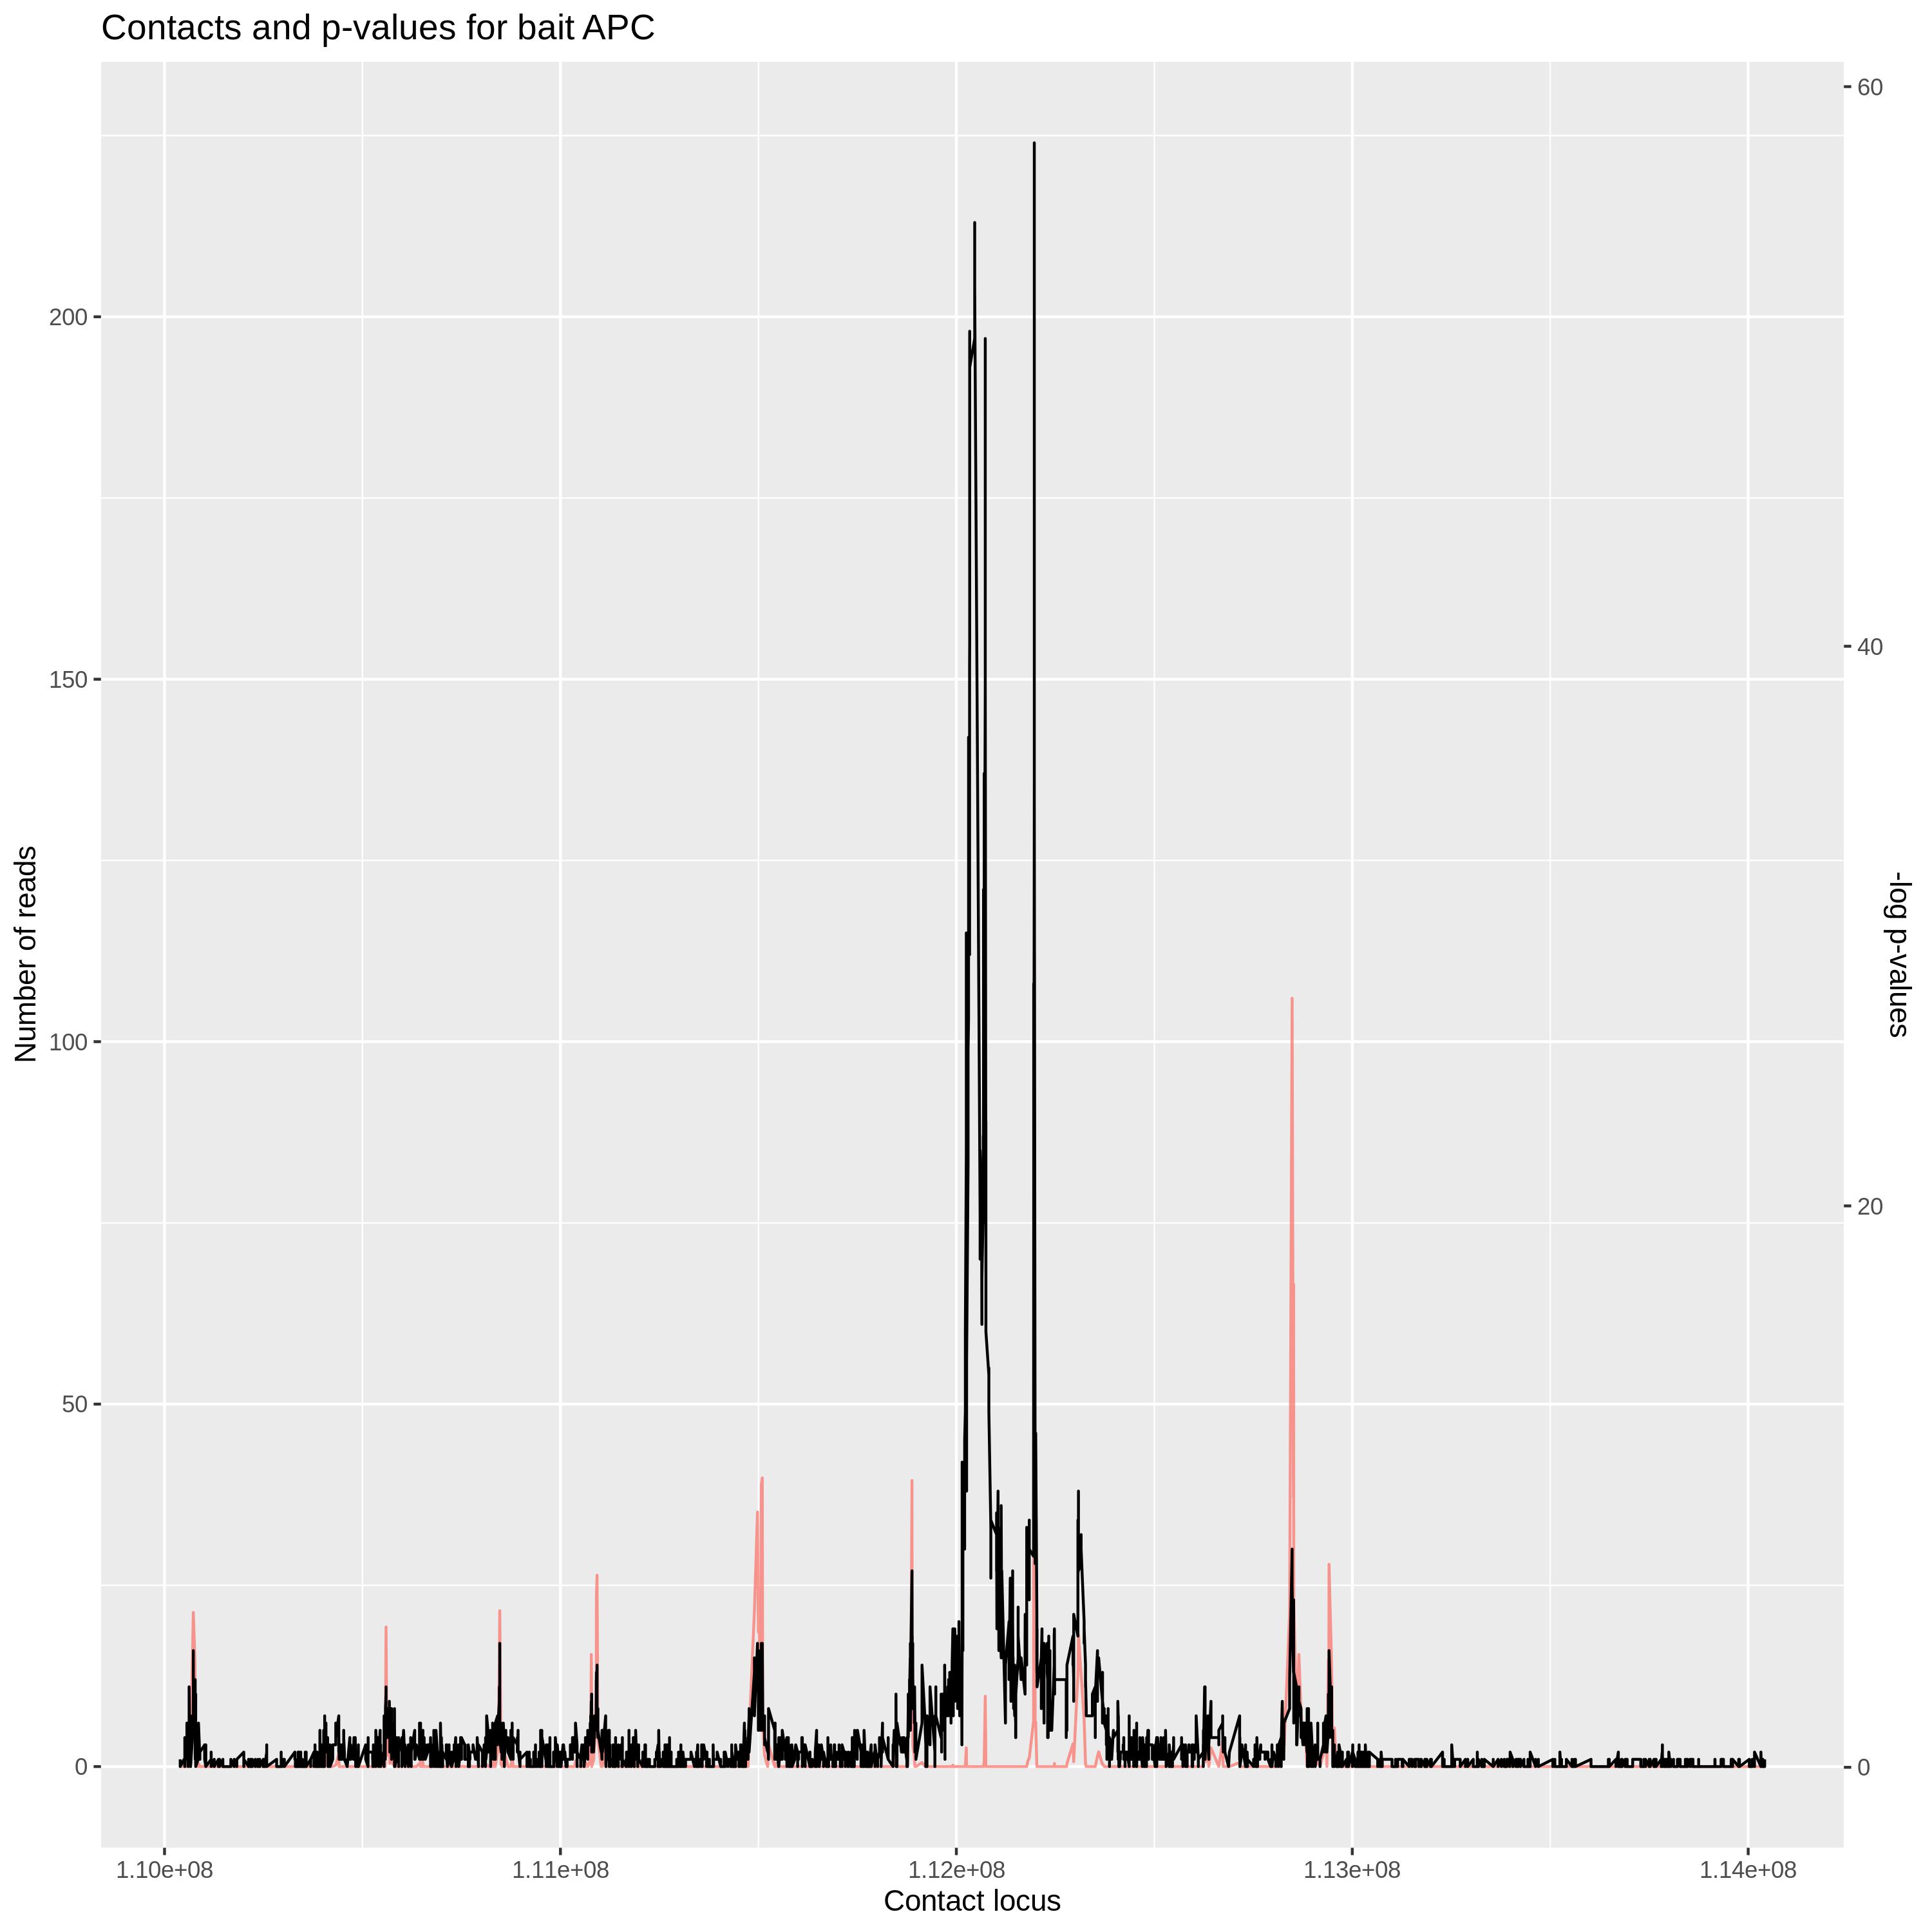 Contacts and p-values for bait APC
60
200
40
150
Number of reads
-log p-values
100
20
50
0
0
1.10e+08
1.11e+08
1.12e+08
1.13e+08
1.14e+08
Contact locus